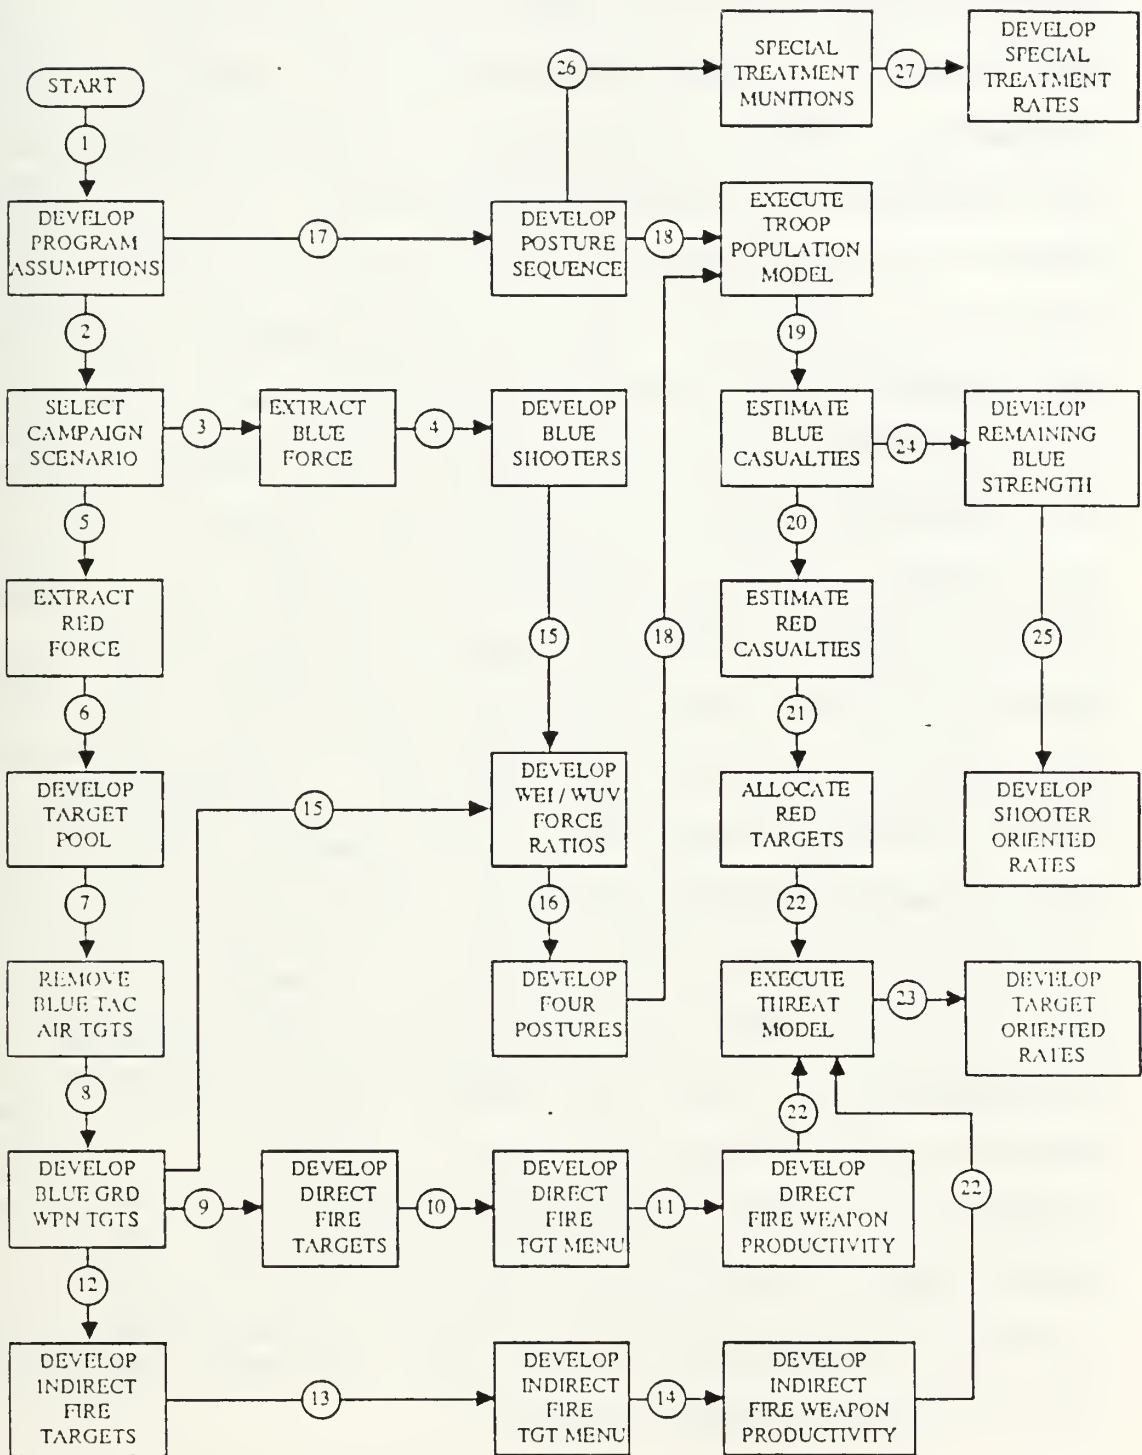 START
1
DEVELOP
PROGRAM
ASSUMPTIONS
17
DEVELOP
POSTURE
SEQUENCE
26
SPECIAL
TREATMENT
MUNITIONS
27
DEVELOP
SPECIAL
TREATMENT
RATES
18
EXECUTE
TROOP
POPULATION
MODEL
2
19
SELECT
CAMPAIGN
SCENARIO
3
EXTRACT
BLUE
FORCE
4
DEVELOP
BLUE
SHOOTERS
ESTIMATE
BLUE
CASUALTIES
24
DEVELOP
REMAINING
BLUE
STRENGTH
5
20
EXTRACT
RED
FORCE
15
18
ESTIMATE
RED
CASUALTIES
25
6
21
DEVELOP
TARGET
POOL
15
DEVELOP
WEI / WUV
FORCE
RATIOS
ALLOCATE
RED
TARGETS
DEVELOP
SHOOTER
ORIENTED
RATES
7
16
22
REMOVE
BLUE TAC
AIR TGTS
DEVELOP
FOUR
POSTURES
EXECUTE
THREAT
MODEL
23
DEVELOP
TARGET
ORIENTED
RATES
8
22
DEVELOP
BLUE GRD
WPN TGTS
9
DEVELOP
DIRECT
FIRE
TARGETS
10
DEVELOP
DIRECT
FIRE
TGT MENU
11
DEVELOP
DIRECT
FIRE WEAPON
PRODUCTIVITY
22
12
DEVELOP
INDIRECT
FIRE
TARGETS
13
DEVELOP
INDIRECT
FIRE
TGT MENU
14
DEVELOP
INDIRECT
FIRE WEAPON
PRODUCTIVITY